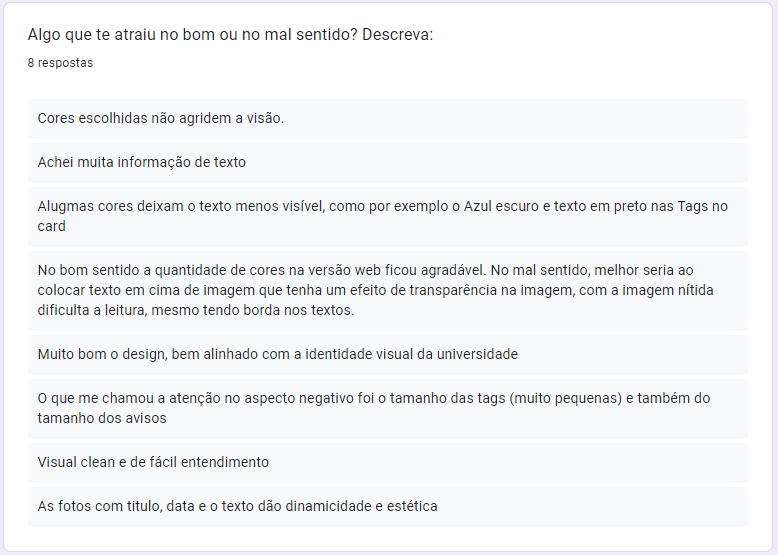 Algo que te atraiu no bom ou no mal sentido? Descreva:
8 respostas
Cores escolhidas não agridem a visão.
Achei muita informação de texto
Alugmas cores deixam o texto menos visível, como por exemplo o Azul escuro e texto em preto nas Tags no
card
No bom sentido a quantidade de cores na versão web ficou agradável. No mal sentido, melhor seria ao
colocar texto em cima de imagem que tenha um efeito de transparência na imagem, com a imagem nítida
dificulta a leitura, mesmo tendo borda nos textos.
Muito bom o design, bem alinhado com a identidade visual da universidade
O que me chamou a atenção no aspecto negativo foi o tamanho das tags (muito pequenas) e também do
tamanho dos avisos
Visual clean e de fácil entendimento
As fotos com titulo, data e o texto dão dinamicidade e estética